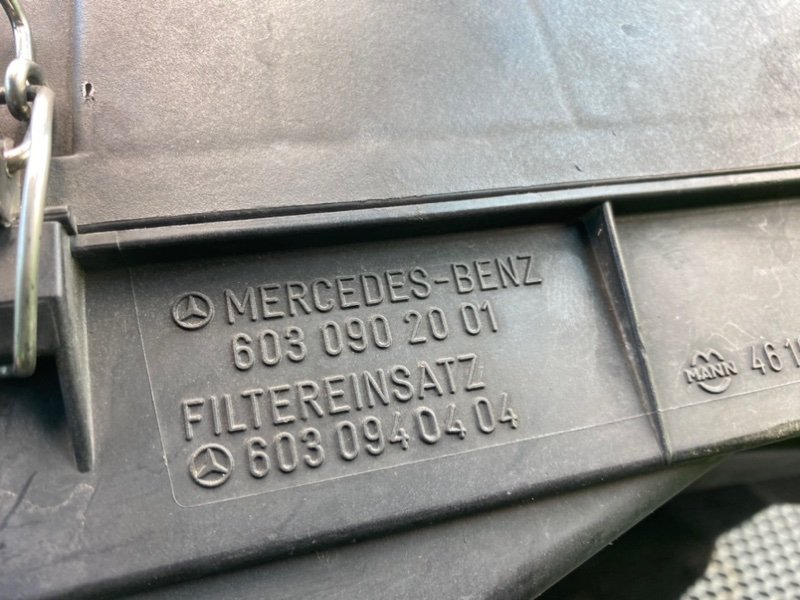 MERCEDES-BENZ
603 090 20 01
FILTEREINSATZ
603 094 04 04
MANN